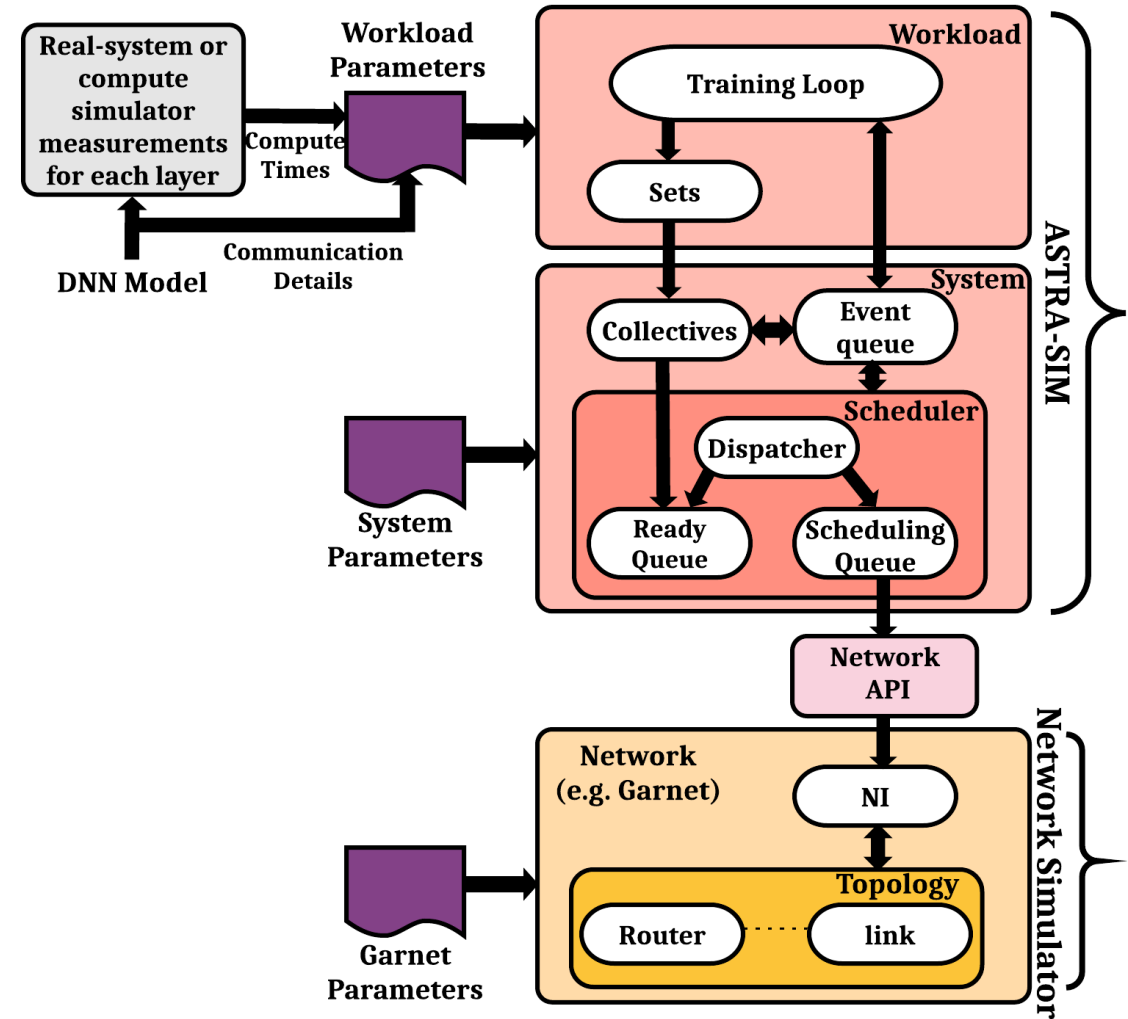 Real-system or
compute
simulator
measurements
for each layer
Workload
Parameters
Compute
Times
Communication
Details
DNN Model
Workload
Training Loop
Sets
System
Collectives
Event
queue
Scheduler
Dispatcher
Ready
Queue
Scheduling
Queue
System
Parameters
ASTRA-SIM
Network
API
Network
(e.g. Garnet)
NI
Topology
Router
link
Garnet
Parameters
Network Simulator